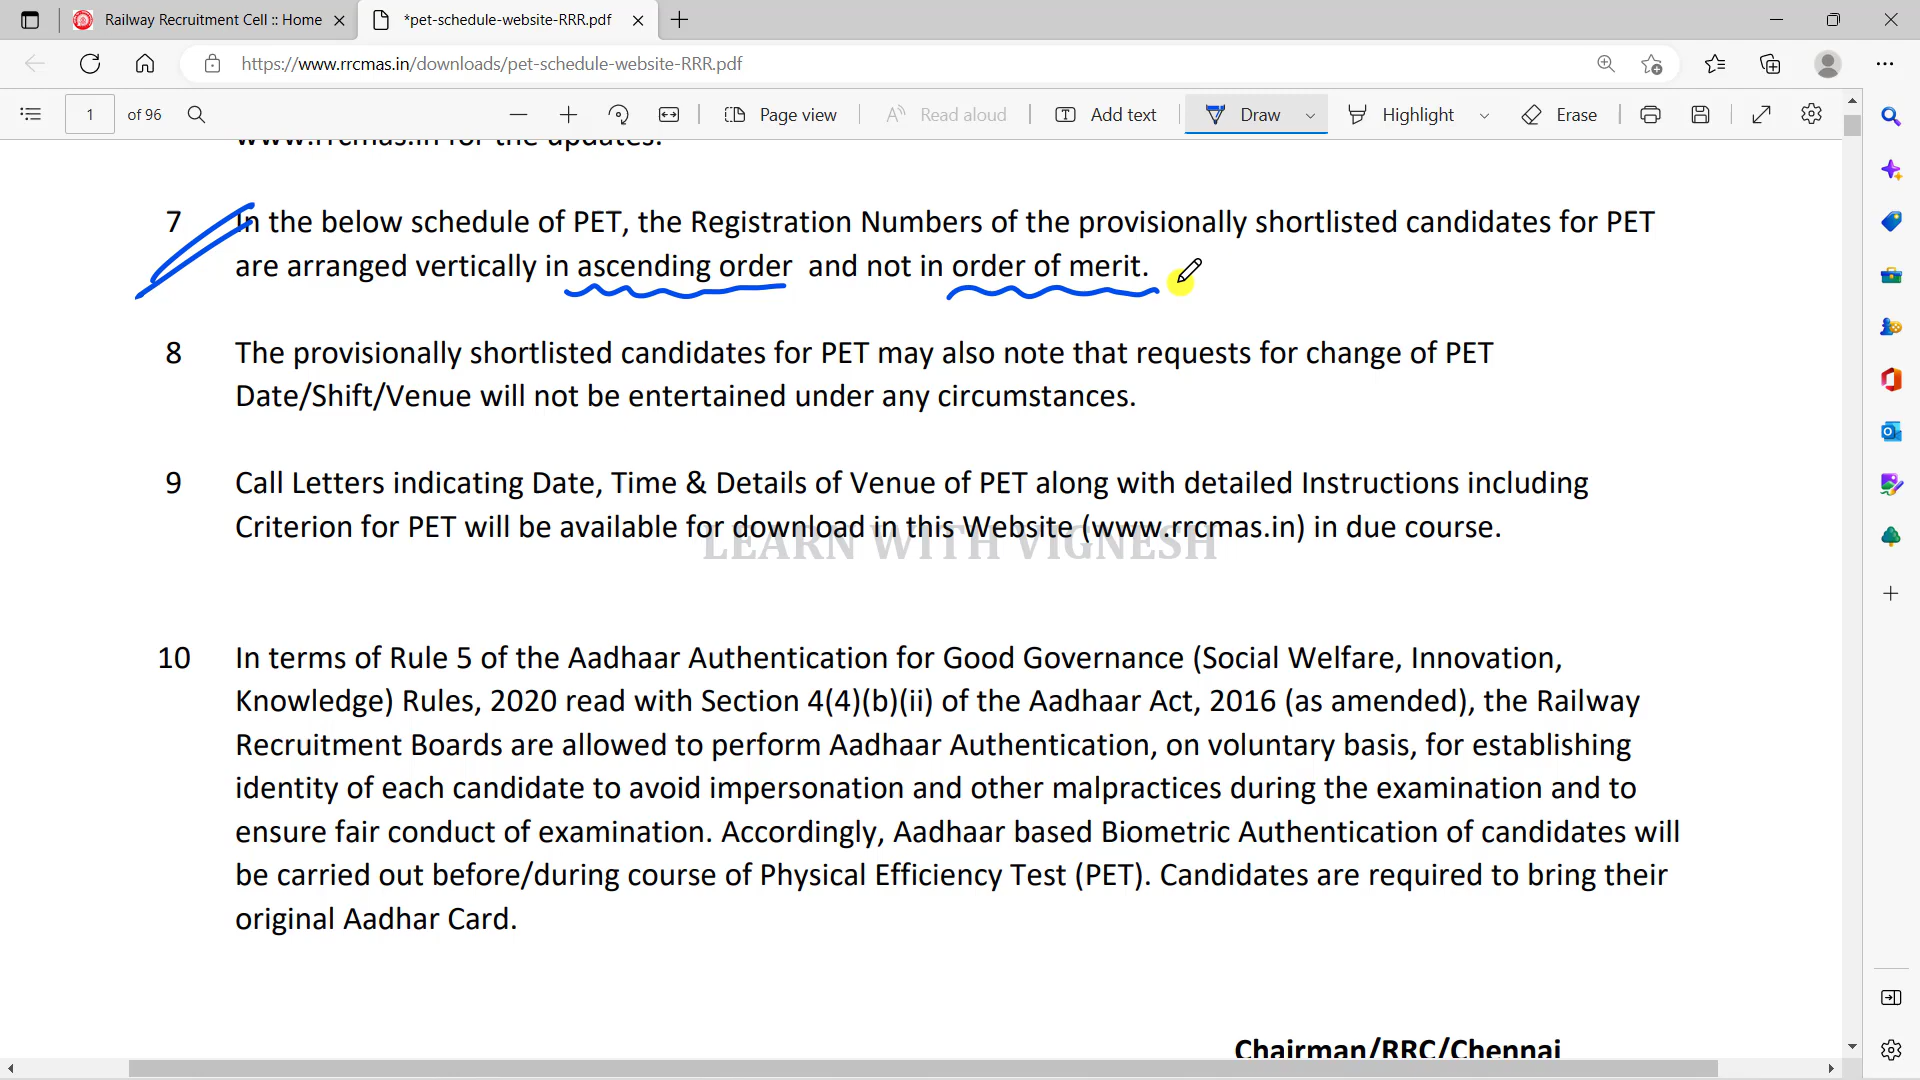 Railway Recruitment Cell :: Home
*pet-schedule-website-RRR.pdf
https://www.rrcmas.in/downloads/pet-schedule-website-RRR.pdf
1 of 96 Page view Read aloud Add text Draw Highlight Erase
www.rrcmas.in for the updates.
7 In the below schedule of PET, the Registration Numbers of the provisionally shortlisted candidates for PET
are arranged vertically in ascending order and not in order of merit.
8 The provisionally shortlisted candidates for PET may also note that requests for change of PET
Date/Shift/Venue will not be entertained under any circumstances.
9 Call Letters indicating Date, Time & Details of Venue of PET along with detailed Instructions including
Criterion for PET will be available for download in this Website (www.rrcmas.in) in due course.
LEARN WITH VIGNESH
10 In terms of Rule 5 of the Aadhaar Authentication for Good Governance (Social Welfare, Innovation,
Knowledge) Rules, 2020 read with Section 4(4)(b)(ii) of the Aadhaar Act, 2016 (as amended), the Railway
Recruitment Boards are allowed to perform Aadhaar Authentication, on voluntary basis, for establishing
identity of each candidate to avoid impersonation and other malpractices during the examination and to
ensure fair conduct of examination. Accordingly, Aadhaar based Biometric Authentication of candidates will
be carried out before/during course of Physical Efficiency Test (PET). Candidates are required to bring their
original Aadhar Card.
Chairman/RRC/Chennai